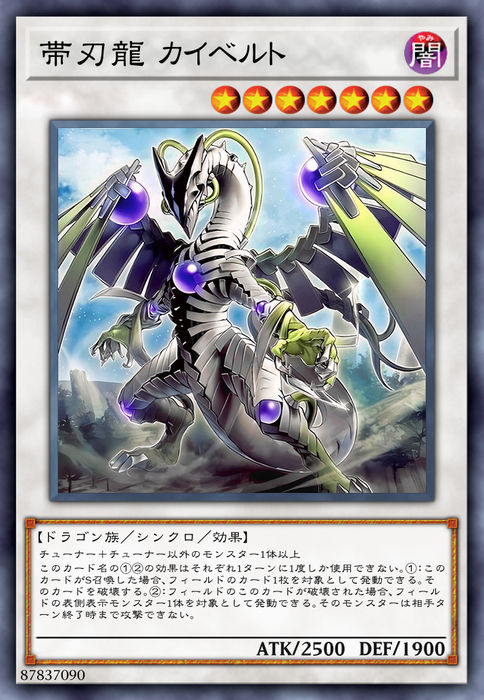 帯刃龍 カイベルト
やみ
闇
【ドラゴン族／シンクロ／効果】
チューナー＋チューナー以外のモンスター1体以上
このカード名の①②の効果はそれぞれ1ターンに1度しか使用できない。①：この
カードがS召喚した場合、フィールドのカード1枚を対象として発動できる。そ
のカードを破壊する。②：フィールドのこのカードが破壊された場合、フィールド
の表側表示モンスター1体を対象として発動できる。そのモンスターは相手ター
ン終了時まで攻撃できない。
ATK/2500 DEF/1900
87837090